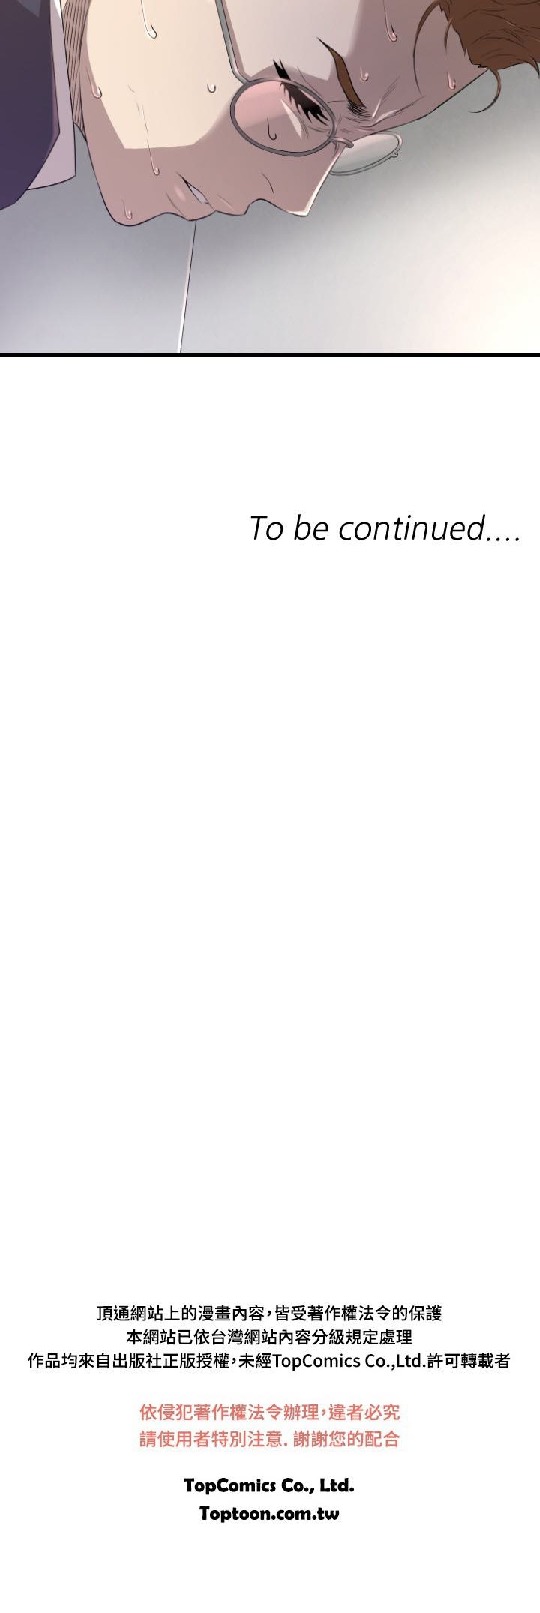 To be continued....
頂通網站上的漫畫內容，皆受著作權法令的保護
本網站已依台灣網站內容分級規定處理
作品均來自出版社正版授權，未經TopComics Co.,Ltd.許可轉載者
依侵犯著作權法令辦理，違者必究
請使用者特別注意. 謝謝您的配合
TopComics Co., Ltd.
Toptoon.com.tw